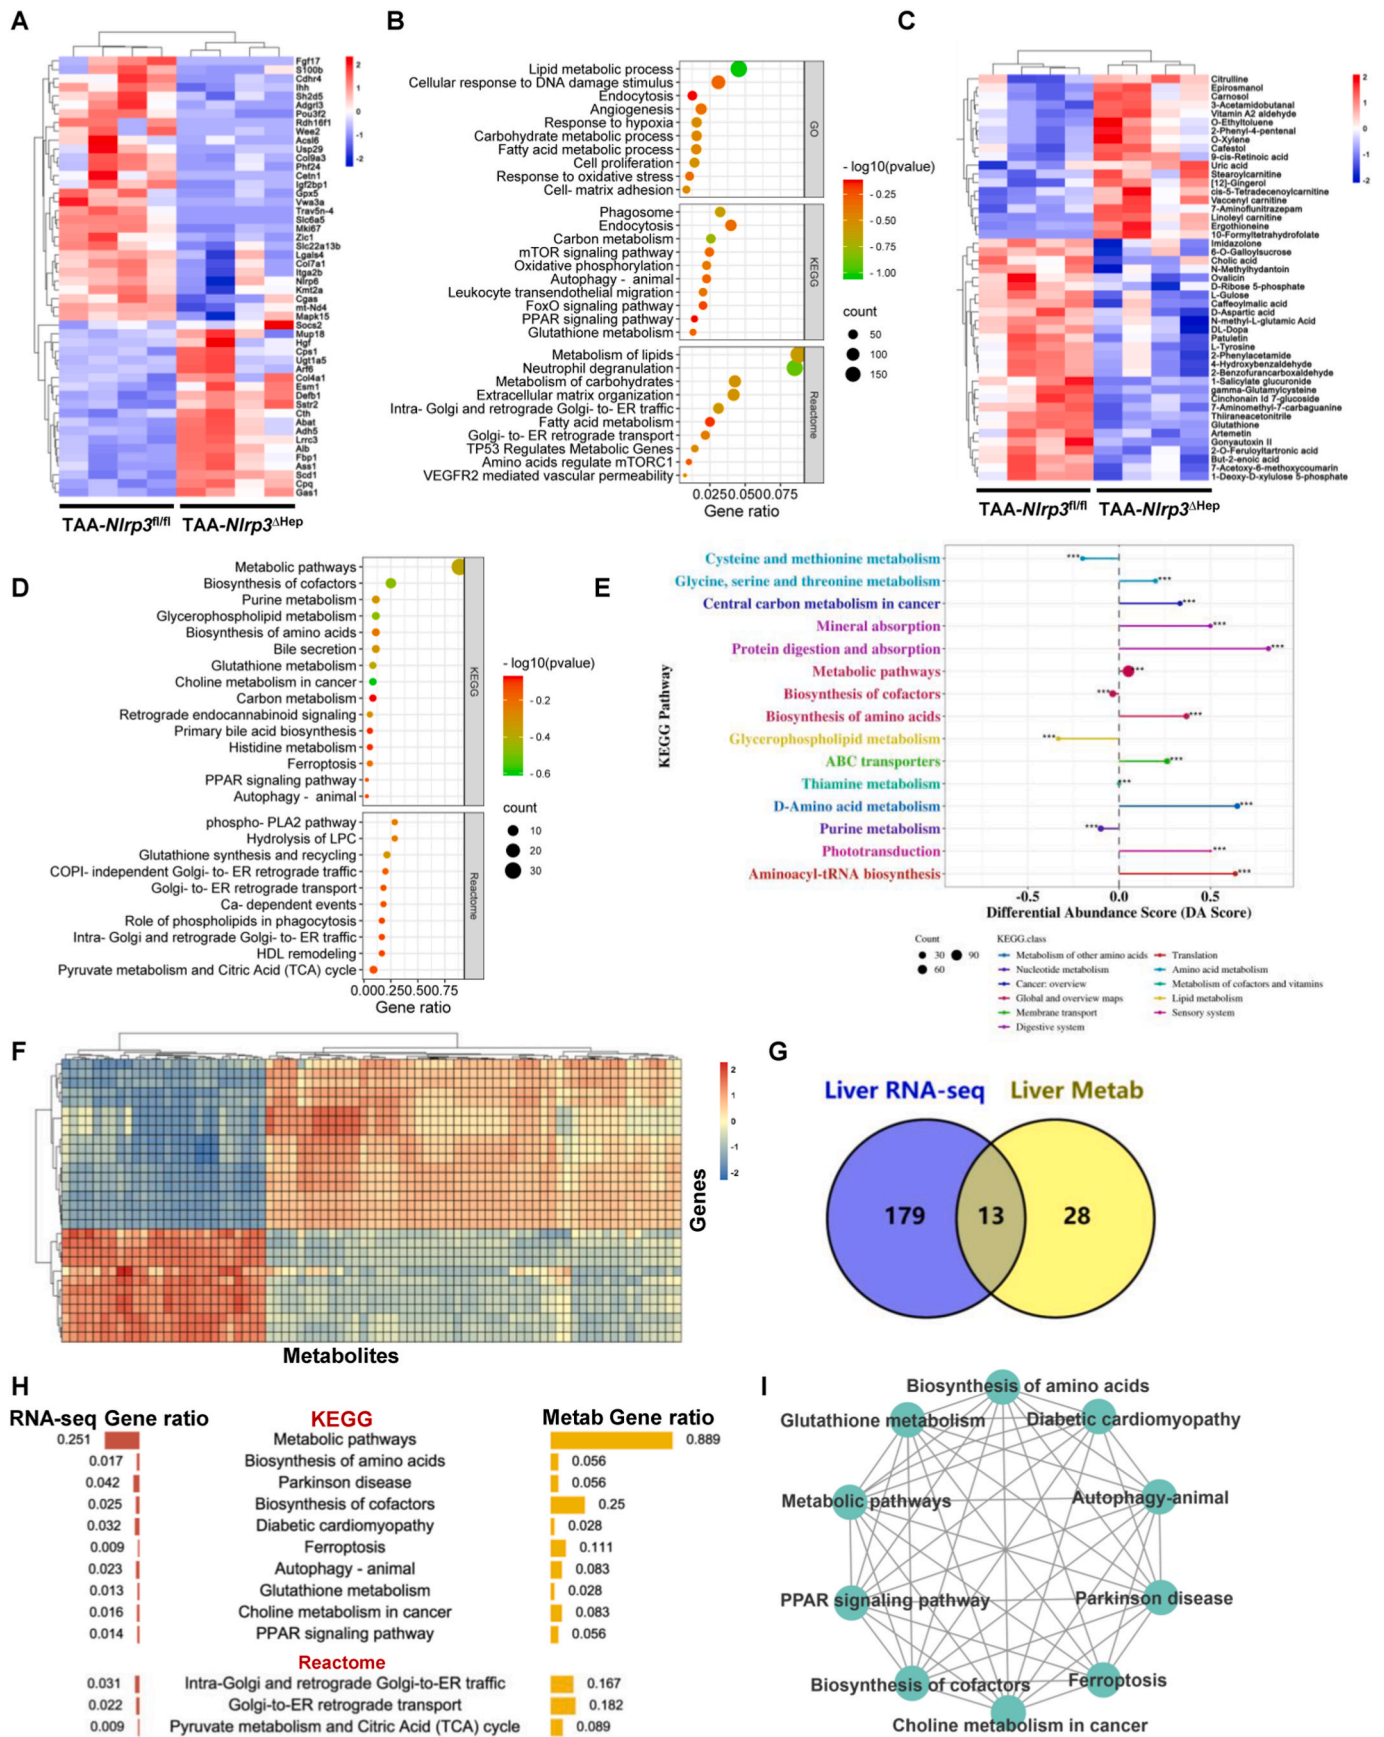 A
Fgf17
S100b
Cdhr4
Ihh
Sh2d5
Adgrl3
Pou3f2
Rdh16f1
Wee2
Acsl6
Usp29
Col9a3
Phf24
Cetn1
Igf2bp1
Gpx5
Vwa3a
Trav5n-4
Slc6a5
Mki67
Zic1
Slc22a13b
Lgals4
Col7a1
Itga2b
Nlrp6
Kmt2a
Cgas
mt-Nd4
Mapk15
Socs2
Mup18
Hgf
Cps1
Ugt1a5
Arf6
Col4a1
Esm1
Defb1
Sstr2
Cth
Abat
Adh5
Lrrc3
Alb
Fbp1
Ass1
Scd1
Cpq
Gas1
2
1
0
-1
-2
TAA-Nlrp3fl/fl TAA-Nlrp3ΔHep
B
Lipid metabolic process
Cellular response to DNA damage stimulus
Endocytosis
Angiogenesis
Response to hypoxia
Carbohydrate metabolic process
Fatty acid metabolic process
Cell proliferation
Response to oxidative stress
Cell- matrix adhesion
GO
Phagosome
Endocytosis
Carbon metabolism
mTOR signaling pathway
Oxidative phosphorylation
Autophagy - animal
Leukocyte transendothelial migration
FoxO signaling pathway
PPAR signaling pathway
Glutathione metabolism
KEGG
Metabolism of lipids
Neutrophil degranulation
Metabolism of carbohydrates
Extracellular matrix organization
Intra- Golgi and retrograde Golgi- to- ER traffic
Fatty acid metabolism
Golgi- to- ER retrograde transport
TP53 Regulates Metabolic Genes
Amino acids regulate mTORC1
VEGFR2 mediated vascular permeability
Reactome
0.0250.0500.075
Gene ratio
- log10(pvalue)
- 0.25
- 0.50
- 0.75
- 1.00
count
50
100
150
C
Citrulline
Epirosmanol
Carnosol
3-Acetamidobutanal
Vitamin A2 aldehyde
O-Ethyltoluene
2-Phenyl-4-pentenal
O-Xylene
Cafestol
9-cis-Retinoic acid
Uric acid
Stearoylcarnitine
[12]-Gingerol
cis-5-Tetradecenoylcarnitine
Vaccenyl carnitine
7-Aminoflunitrazepam
Linoleyl carnitine
Ergothioneine
10-Formyltetrahydrofolate
Imidazolone
6-O-Galloylsucrose
Cholic acid
N-Methylhydantoin
Ovalicin
D-Ribose 5-phosphate
L-Gulose
Caffeoylmalic acid
D-Aspartic acid
N-methyl-L-glutamic Acid
DL-Dopa
Patuletin
L-Tyrosine
2-Phenylacetamide
4-Hydroxybenzaldehyde
2-Benzofurancarboxaldehyde
1-Salicylate glucuronide
gamma-Glutamylcysteine
Cinchonain Id 7-glucoside
7-Aminomethyl-7-carbaguanine
Thiiraneacetonitrile
Glutathione
Artemetin
Gonyautoxin II
2-O-Feruloyltartronic acid
But-2-enoic acid
7-Acetoxy-6-methoxycoumarin
1-Deoxy-D-xylulose 5-phosphate
2
1
0
-1
-2
TAA-Nlrp3fl/fl TAA-Nlrp3ΔHep
D
Metabolic pathways
Biosynthesis of cofactors
Purine metabolism
Glycerophospholipid metabolism
Biosynthesis of amino acids
Bile secretion
Glutathione metabolism
Choline metabolism in cancer
Carbon metabolism
Retrograde endocannabinoid signaling
Primary bile acid biosynthesis
Histidine metabolism
Ferroptosis
PPAR signaling pathway
Autophagy - animal
KEGG
phospho- PLA2 pathway
Hydrolysis of LPC
Glutathione synthesis and recycling
COPI- independent Golgi- to- ER retrograde traffic
Golgi- to- ER retrograde transport
Ca- dependent events
Role of phospholipids in phagocytosis
Intra- Golgi and retrograde Golgi- to- ER traffic
HDL remodeling
Pyruvate metabolism and Citric Acid (TCA) cycle
Reactome
0.000.250.500.75
Gene ratio
- log10(pvalue)
- 0.2
- 0.4
- 0.6
count
10
20
30
E
KEGG Pathway
Cysteine and methionine metabolism ***
Glycine, serine and threonine metabolism ***
Central carbon metabolism in cancer ***
Mineral absorption ***
Protein digestion and absorption ***
Metabolic pathways ***
Biosynthesis of cofactors ***
Biosynthesis of amino acids ***
Glycerophospholipid metabolism ***
ABC transporters ***
Thiamine metabolism ***
D-Amino acid metabolism ***
Purine metabolism ***
Phototransduction ***
Aminoacyl-tRNA biosynthesis ***
-0.5 0.0 0.5
Differential Abundance Score (DA Score)
Count
30 90
60
KEGG.class
Metabolism of other amino acids Translation
Nucleotide metabolism Amino acid metabolism
Cancer: overview Metabolism of cofactors and vitamins
Global and overview maps Lipid metabolism
Membrane transport Sensory system
Digestive system
F
2
1
0
-1
-2
Genes
Metabolites
G
Liver RNA-seq Liver Metab
179 13 28
H
RNA-seq Gene ratio KEGG Metab Gene ratio
0.251 Metabolic pathways 0.889
0.017 Biosynthesis of amino acids 0.056
0.042 Parkinson disease 0.056
0.025 Biosynthesis of cofactors 0.25
0.032 Diabetic cardiomyopathy 0.028
0.009 Ferroptosis 0.111
0.023 Autophagy - animal 0.083
0.013 Glutathione metabolism 0.028
0.016 Choline metabolism in cancer 0.083
0.014 PPAR signaling pathway 0.056
Reactome
0.031 Intra-Golgi and retrograde Golgi-to-ER traffic 0.167
0.022 Golgi-to-ER retrograde transport 0.182
0.009 Pyruvate metabolism and Citric Acid (TCA) cycle 0.089
I
Biosynthesis of amino acids
Glutathione metabolism Diabetic cardiomyopathy
Metabolic pathways Autophagy-animal
PPAR signaling pathway Parkinson disease
Biosynthesis of cofactors Ferroptosis
Choline metabolism in cancer